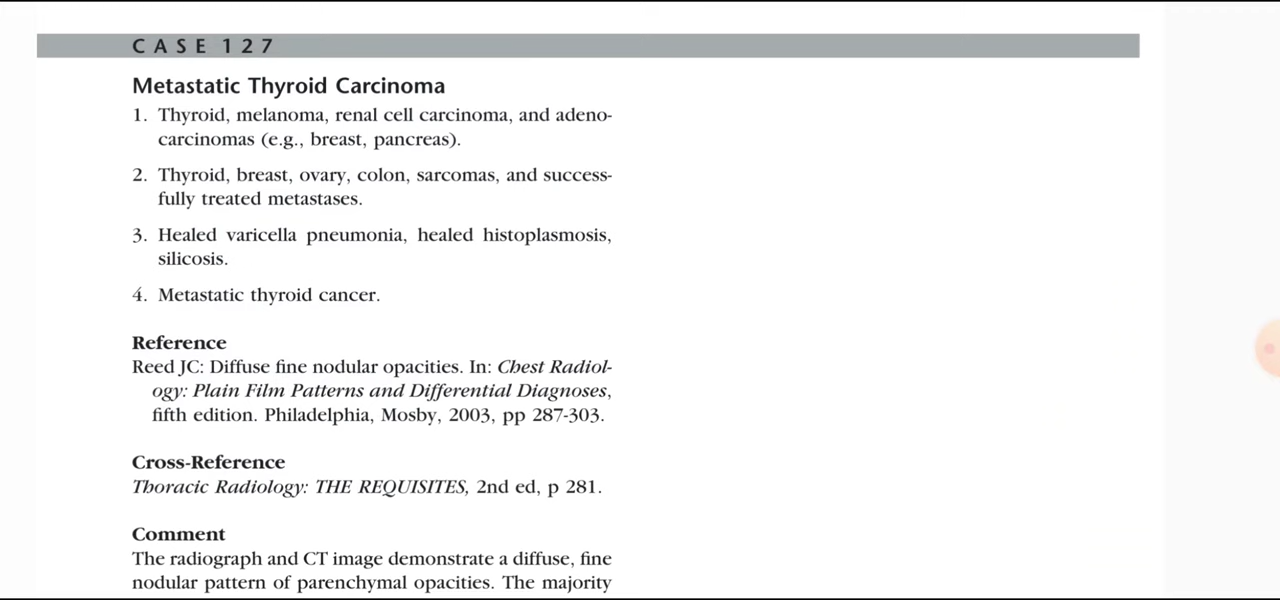 CASE 127
Metastatic Thyroid Carcinoma
1. Thyroid, melanoma, renal cell carcinoma, and adeno-
carcinomas (e.g., breast, pancreas).
2. Thyroid, breast, ovary, colon, sarcomas, and success-
fully treated metastases.
3. Healed varicella pneumonia, healed histoplasmosis,
silicosis.
4. Metastatic thyroid cancer.
Reference
Reed JC: Diffuse fine nodular opacities. In: Chest Radiol-
ogy: Plain Film Patterns and Differential Diagnoses,
fifth edition. Philadelphia, Mosby, 2003, pp 287-303.
Cross-Reference
Thoracic Radiology: THE REQUISITES, 2nd ed, p 281.
Comment
The radiograph and CT image demonstrate a diffuse, fine
nodular pattern of parenchymal opacities. The majority